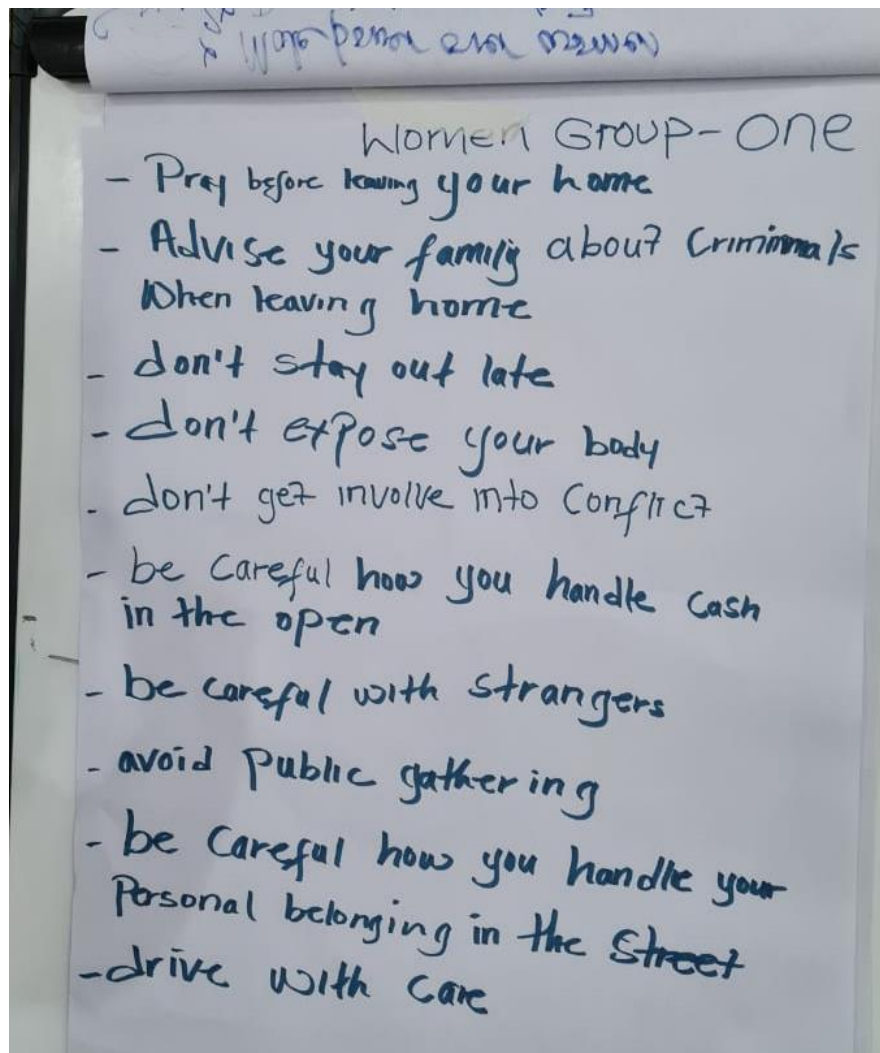 Women Group-One
- Pray before leaving your home
- Advise your family about Criminmals
When leaving home
- don't stay out late
- don't expose your body
- don't get involve into Conflict
- be careful how you handle cash
in the open
- be careful with strangers
- avoid public gathering
- be careful how you handle your
Personal belonging in the street
- drive with care